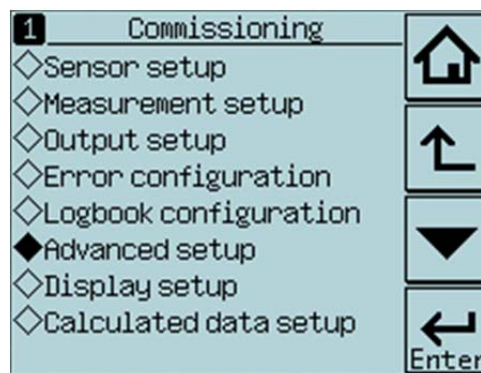 1 Commissioning
Sensor setup
Measurement setup
Output setup
Error configuration
Logbook configuration
Advanced setup
Display setup
Calculated data setup
Enter